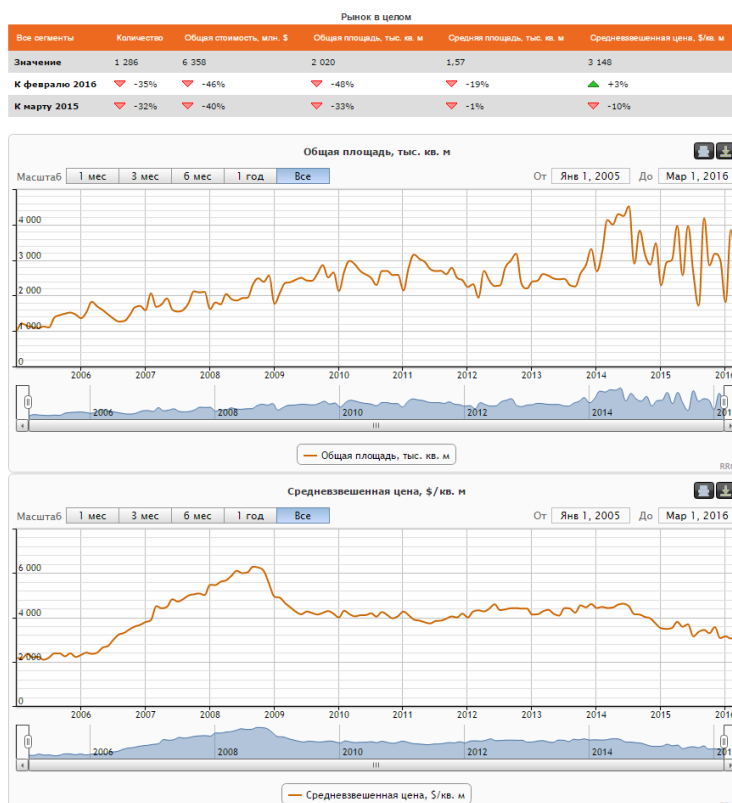 Рынок в целом
Все сегменты Количество Общая стоимость, млн. $ Общая площадь, тыс. кв. м Средняя площадь, тыс. кв. м Средневзвешенная цена, $/кв. м
Значение 1 286 6 358 2 020 1,57 3 148
К февралю 2016 -35% -46% -48% -19% +3%
К марту 2015 -32% -40% -33% -1% -10%
Общая площадь, тыс. кв. м
Масштаб 1 мес 3 мес 6 мес 1 год Все От Янв 1, 2005 До Мар 1, 2016
4 000
3 000
2 000
1 000
0
2006 2007 2008 2009 2010 2011 2012 2013 2014 2015 2016
2006 2008 2010 2012 2014 201
Общая площадь, тыс. кв. м
RR
Средневзвешенная цена, $/кв. м
Масштаб 1 мес 3 мес 6 мес 1 год Все От Янв 1, 2005 До Мар 1, 2016
6 000
4 000
2 000
0
2006 2007 2008 2009 2010 2011 2012 2013 2014 2015 2016
2006 2008 2010 2012 2014 201
Средневзвешенная цена, $/кв. м